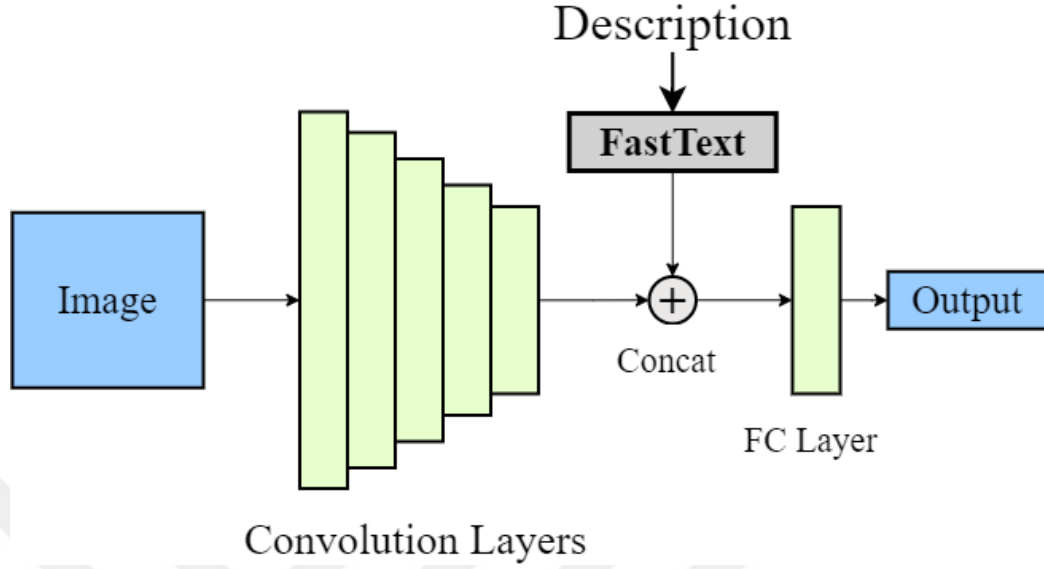 Description
FastText
Image
+
Output
Concat
FC Layer
Convolution Layers